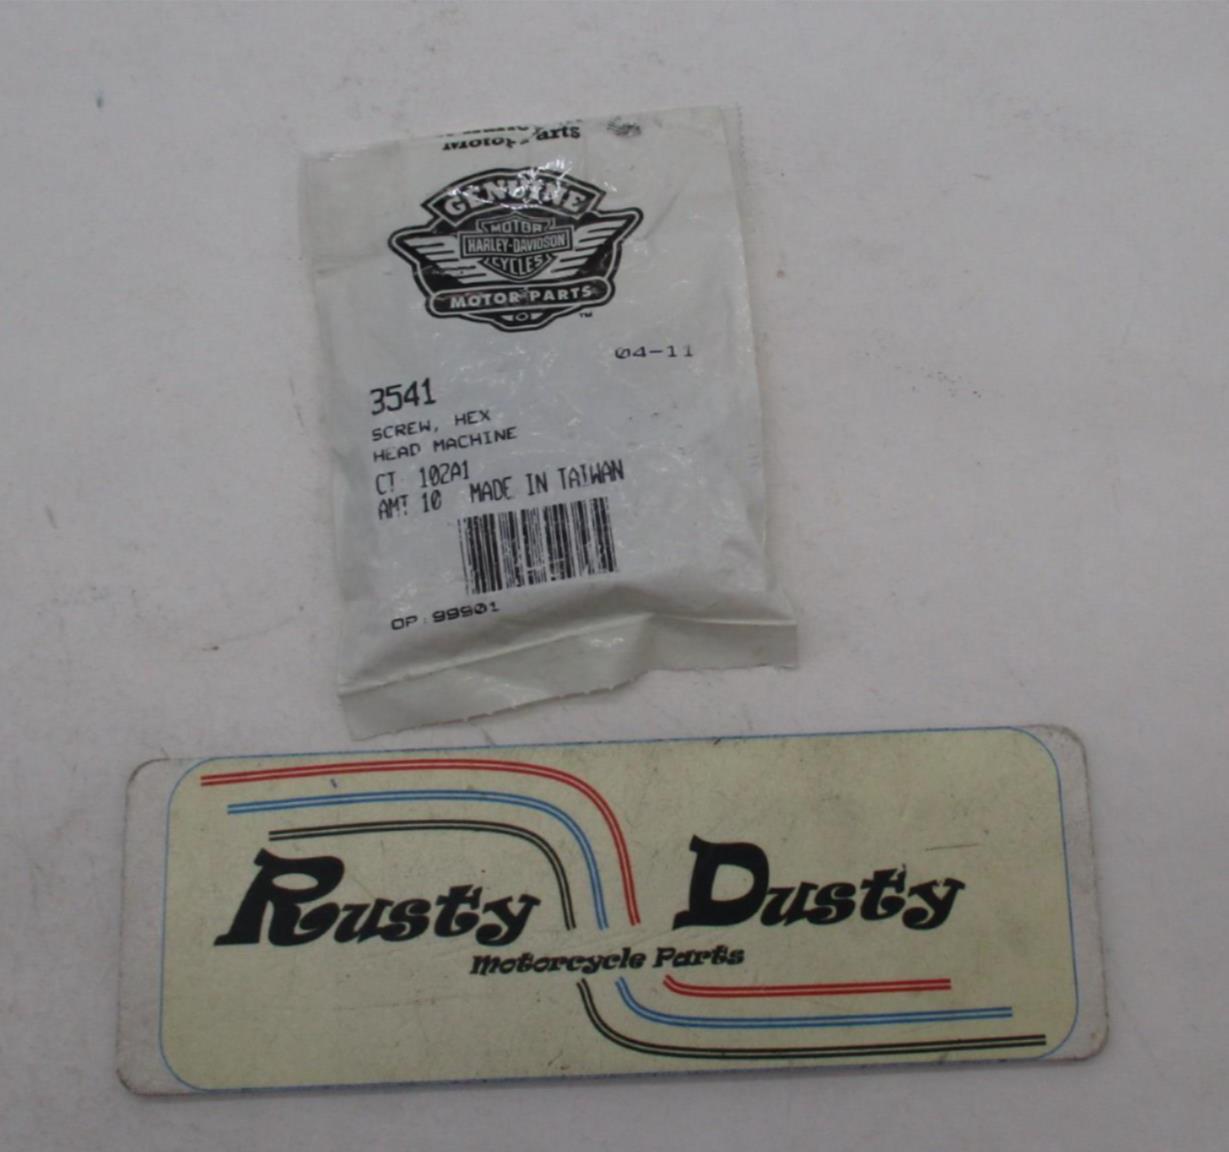 Motor Parts
GENUINE
MOTOR
HARLEY-DAVIDSON
CYCLES
MOTOR PARTS
TM
04-11
3541
SCREW, HEX
HEAD MACHINE
CT 102A1
AMT 10 MADE IN TAIWAN
OP: 99901
Rusty Dusty
Motorcycle Parts